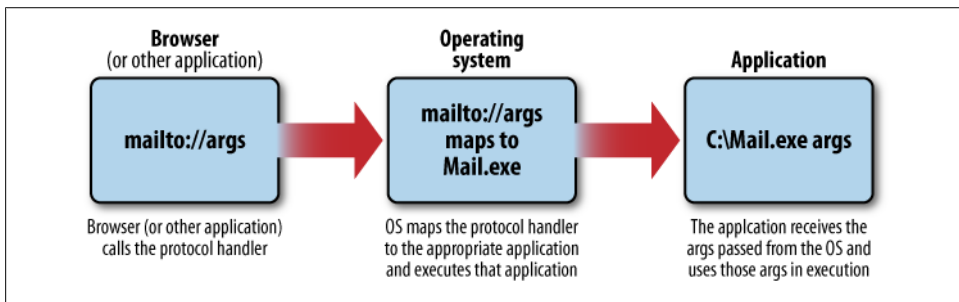 Browser
(or other application)
mailto://args
Browser (or other application)
calls the protocol handler
Operating
system
mailto://args
maps to
Mail.exe
OS maps the protocol handler
to the appropriate application
and executes that application
Application
C:\Mail.exe args
The applcation receives the
args passed from the OS and
uses those args in execution